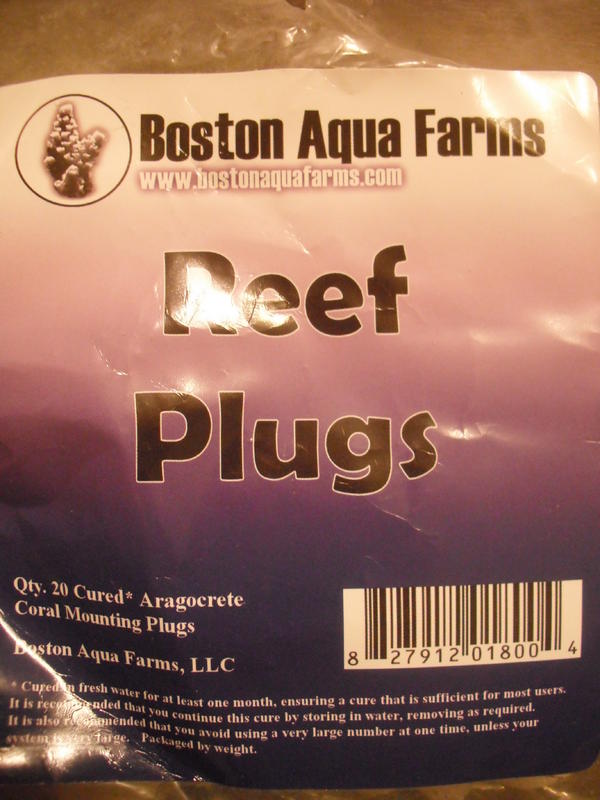 Boston Aqua Farms
www.bostonaquafarms.com
Reef
Plugs
Qty. 20 Cured* Aragocrete
Coral Mounting Plugs
Boston Aqua Farms, LLC
8 27912 01800 4
* Cured in fresh water for at least one month, ensuring a cure that is sufficient for most users.
It is recommended that you continue this cure by storing in water, removing as required.
It is also recommended that you avoid using a very large number at one time, unless your
system is very large. Packaged by weight.